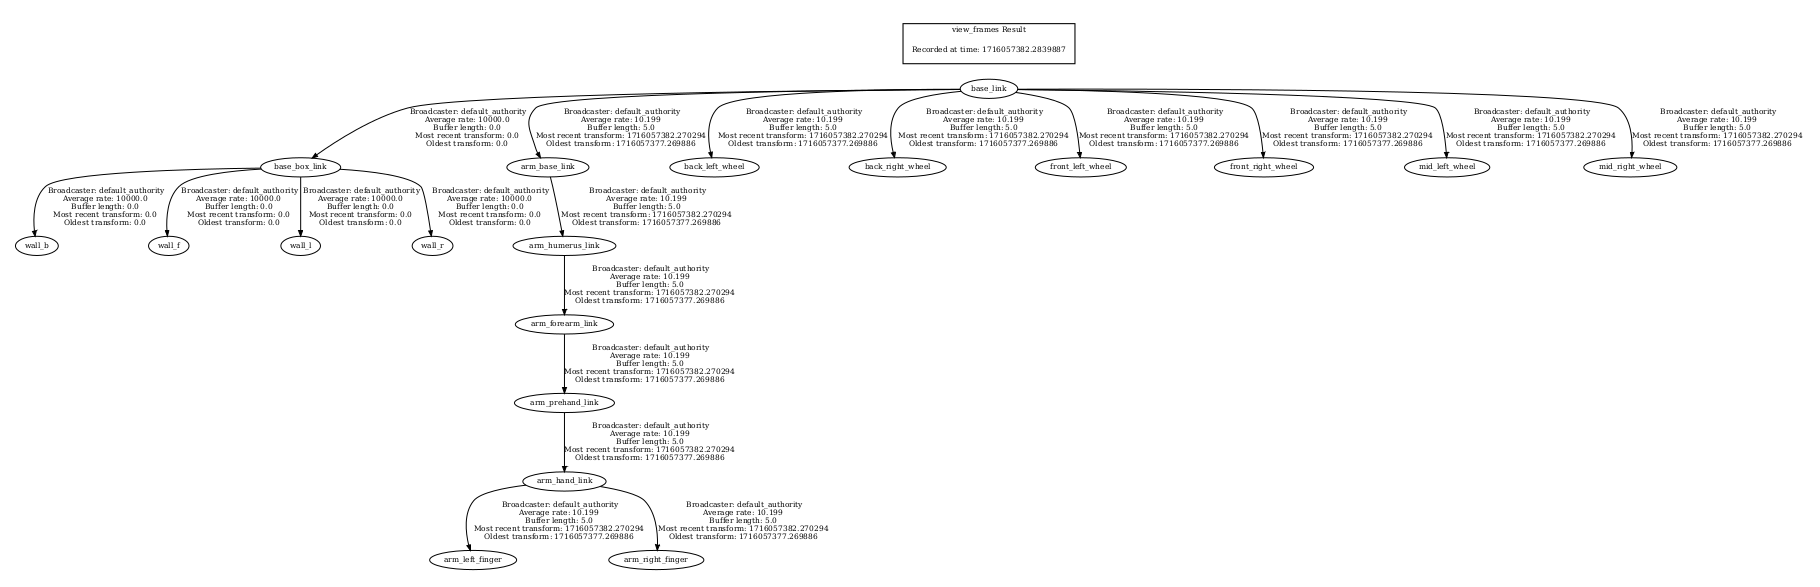 view_frames Result
Recorded at time: 1716057382.2839887
base_link
Broadcaster: default_authority
Average rate: 10000.0
Buffer length: 0.0
Most recent transform: 0.0
Oldest transform: 0.0
Broadcaster: default_authority
Average rate: 10.199
Buffer length: 5.0
Most recent transform: 1716057382.270294
Oldest transform: 1716057377.269886
Broadcaster: default_authority
Average rate: 10.199
Buffer length: 5.0
Most recent transform: 1716057382.270294
Oldest transform: 1716057377.269886
Broadcaster: default_authority
Average rate: 10.199
Buffer length: 5.0
Most recent transform: 1716057382.270294
Oldest transform: 1716057377.269886
Broadcaster: default_authority
Average rate: 10.199
Buffer length: 5.0
Most recent transform: 1716057382.270294
Oldest transform: 1716057377.269886
Broadcaster: default_authority
Average rate: 10.199
Buffer length: 5.0
Most recent transform: 1716057382.270294
Oldest transform: 1716057377.269886
Broadcaster: default_authority
Average rate: 10.199
Buffer length: 5.0
Most recent transform: 1716057382.270294
Oldest transform: 1716057377.269886
Broadcaster: default_authority
Average rate: 10.199
Buffer length: 5.0
Most recent transform: 1716057382.270294
Oldest transform: 1716057377.269886
base_box_link
arm_base_link
back_left_wheel
back_right_wheel
front_left_wheel
front_right_wheel
mid_left_wheel
mid_right_wheel
Broadcaster: default_authority
Average rate: 10000.0
Buffer length: 0.0
Most recent transform: 0.0
Oldest transform: 0.0
Broadcaster: default_authority
Average rate: 10000.0
Buffer length: 0.0
Most recent transform: 0.0
Oldest transform: 0.0
Broadcaster: default_authority
Average rate: 10000.0
Buffer length: 0.0
Most recent transform: 0.0
Oldest transform: 0.0
Broadcaster: default_authority
Average rate: 10000.0
Buffer length: 0.0
Most recent transform: 0.0
Oldest transform: 0.0
Broadcaster: default_authority
Average rate: 10.199
Buffer length: 5.0
Most recent transform: 1716057382.270294
Oldest transform: 1716057377.269886
wall_b
wall_f
wall_l
wall_r
arm_humerus_link
Broadcaster: default_authority
Average rate: 10.199
Buffer length: 5.0
Most recent transform: 1716057382.270294
Oldest transform: 1716057377.269886
arm_forearm_link
Broadcaster: default_authority
Average rate: 10.199
Buffer length: 5.0
Most recent transform: 1716057382.270294
Oldest transform: 1716057377.269886
arm_prehand_link
Broadcaster: default_authority
Average rate: 10.199
Buffer length: 5.0
Most recent transform: 1716057382.270294
Oldest transform: 1716057377.269886
arm_hand_link
Broadcaster: default_authority
Average rate: 10.199
Buffer length: 5.0
Most recent transform: 1716057382.270294
Oldest transform: 1716057377.269886
Broadcaster: default_authority
Average rate: 10.199
Buffer length: 5.0
Most recent transform: 1716057382.270294
Oldest transform: 1716057377.269886
arm_left_finger
arm_right_finger